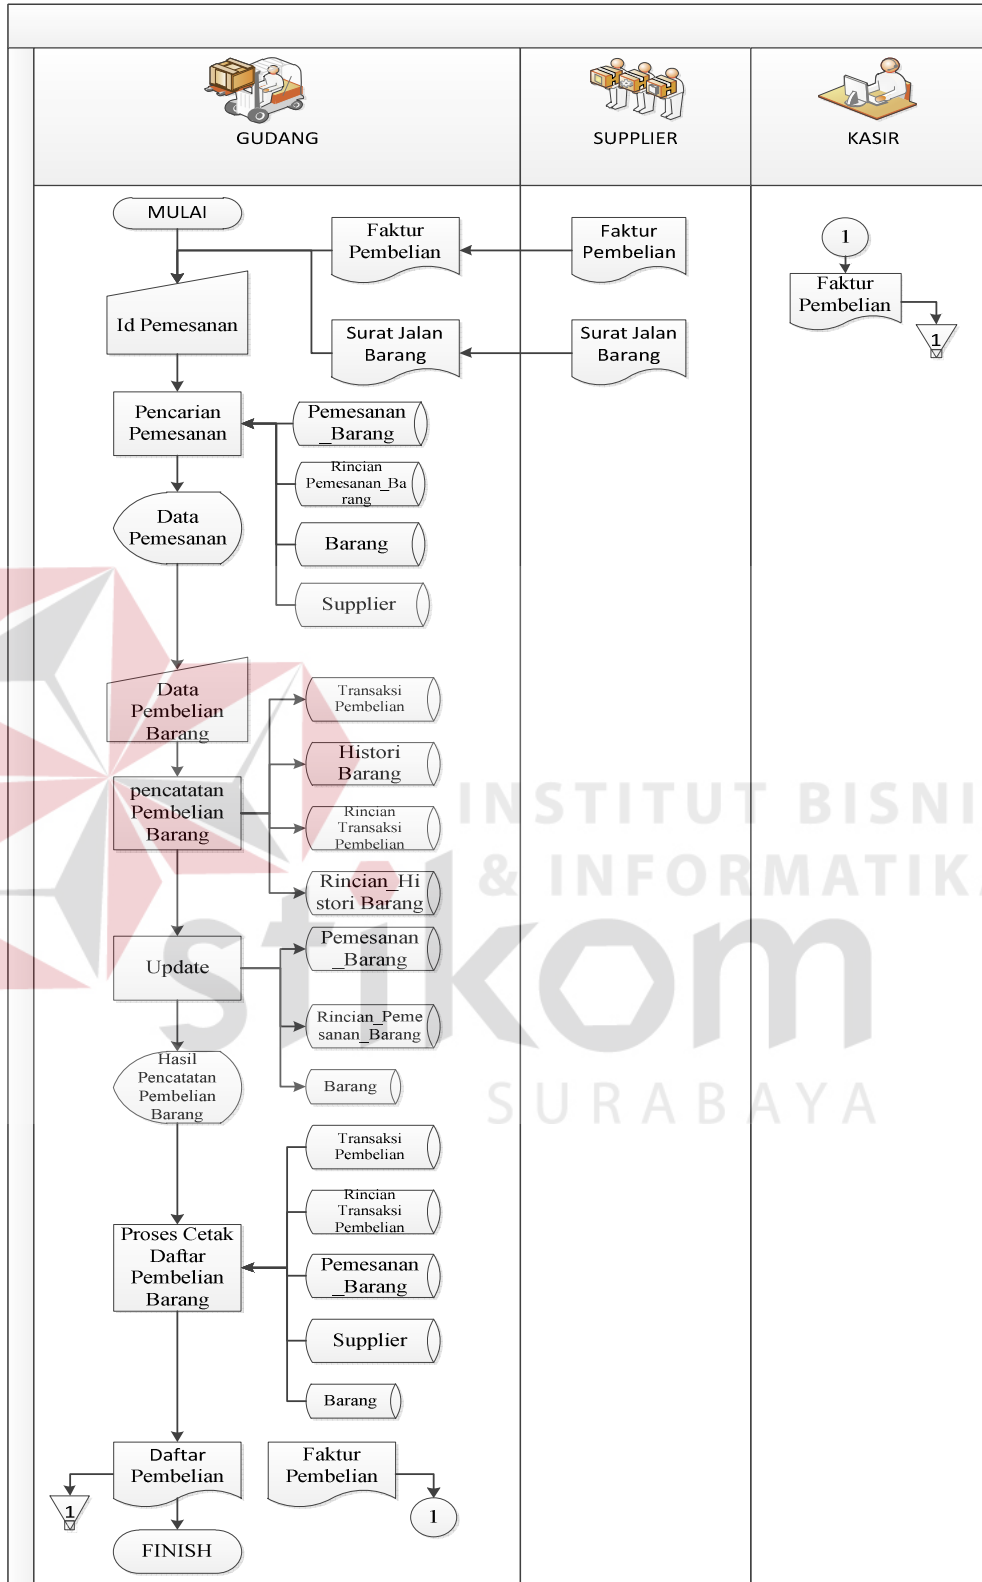 GUDANG
SUPPLIER
KASIR
MULAI
Faktur
Pembelian
Faktur
Pembelian
1
Faktur
Pembelian
1
Id Pemesanan
Surat Jalan
Barang
Surat Jalan
Barang
Pencarian
Pemesanan
Pemesanan
_Barang
Rincian
Pemesanan_Ba
rang
Data
Pemesanan
Barang
Supplier
Data
Pembelian
Barang
Transaksi
Pembelian
Histori
Barang
pencatatan
Pembelian
Barang
Rincian
Transaksi
Pembelian
Rincian_Hi
stori Barang
Update
Pemesanan
_Barang
Rincian_Peme
sanan_Barang
Barang
Hasil
Pencatatan
Pembelian
Barang
Transaksi
Pembelian
Rincian
Transaksi
Pembelian
Proses Cetak
Daftar
Pembelian
Barang
Pemesanan
_Barang
Supplier
Barang
Daftar
Pembelian
Faktur
Pembelian
1
1
FINISH
INSTITUT BISNI
& INFORMATIKA
stikom
SURABAYA